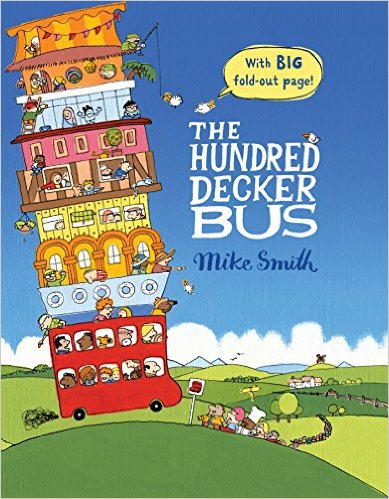 With BIG
fold-out page!
THE
HUNDRED
DECKER
BUS
Mike Smith